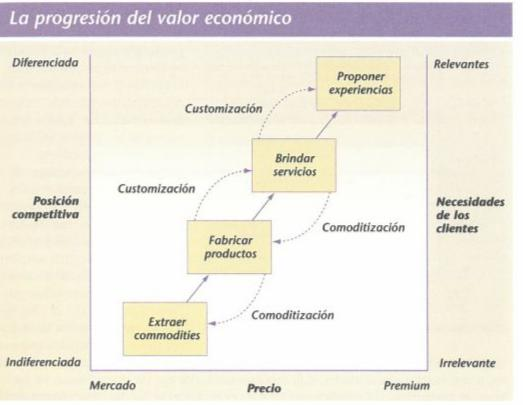 La progresión del valor económico
Diferenciada
Relevantes
Proponer
experiencias
Customización
Brindar
servicios
Customización
Posición
competitiva
Necesidades
de los
clientes
Comoditización
Fabricar
productos
Comoditización
Extraer
commodities
Indiferenciada
Irrelevante
Mercado
Precio
Premium